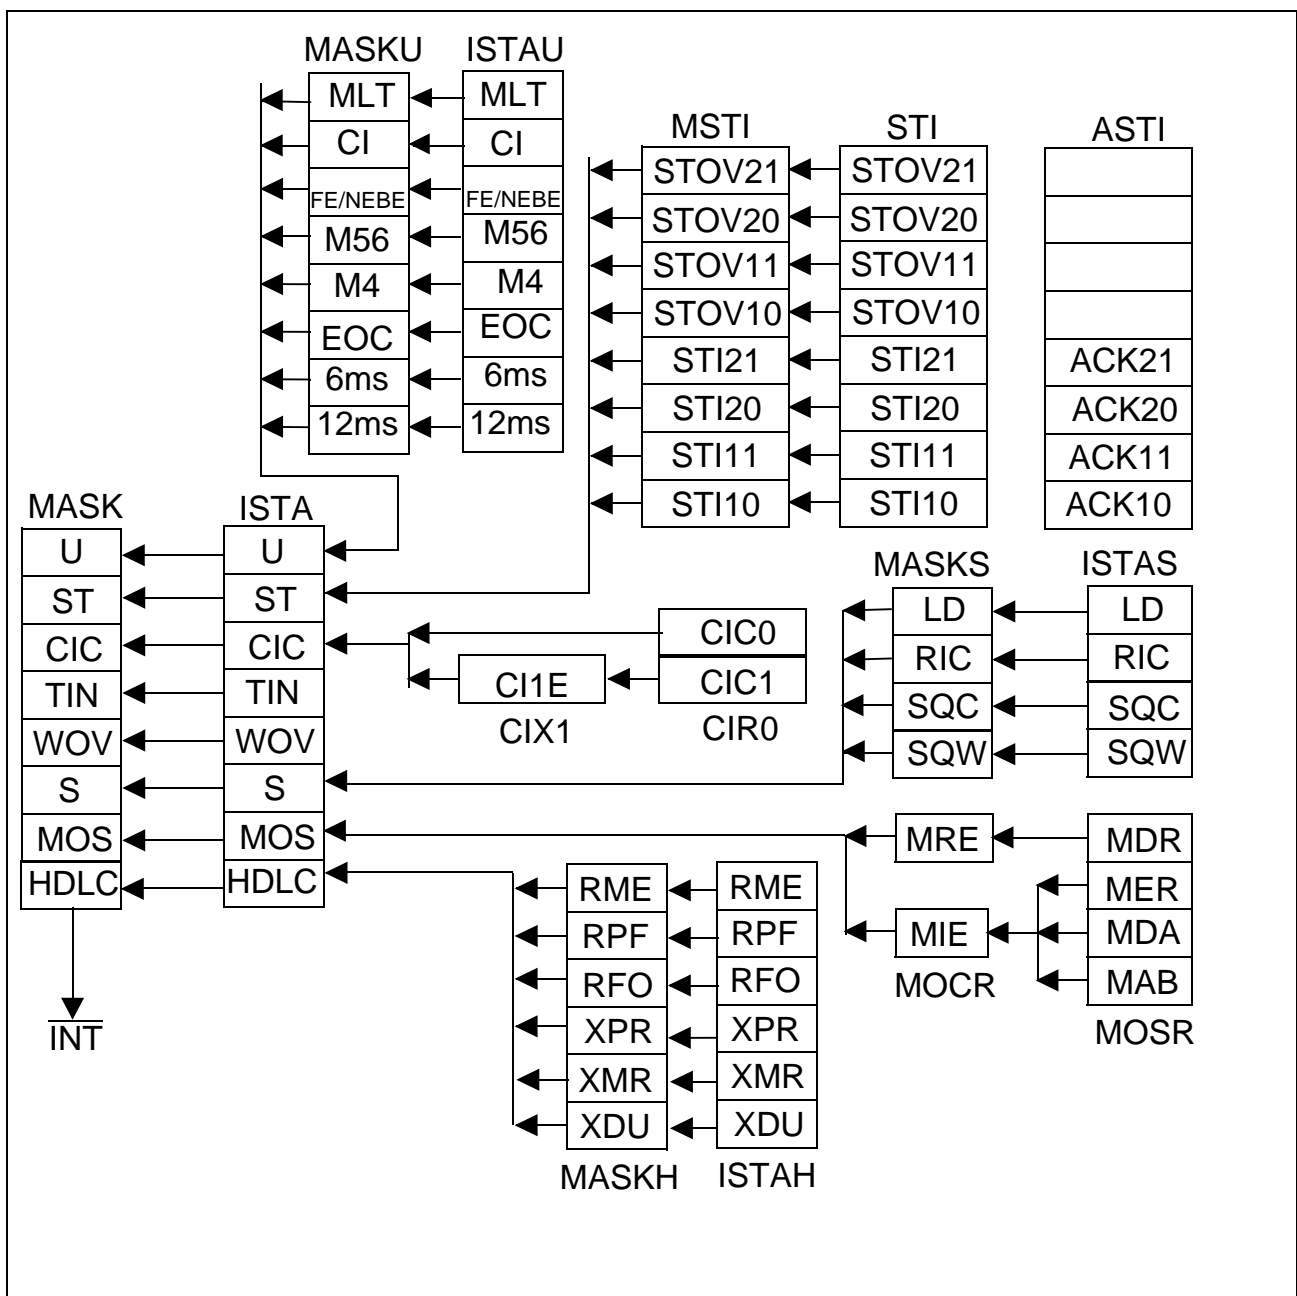 MASKU ISTAU
MLT MLT
CI CI
FE/NEBE FE/NEBE
M56 M56
M4 M4
EOC EOC
6ms 6ms
12ms 12ms
MSTI STI ASTI
STOV21 STOV21
STOV20 STOV20
STOV11 STOV11
STOV10 STOV10
STI21 STI21 ACK21
STI20 STI20 ACK20
STI11 STI11 ACK11
STI10 STI10 ACK10
MASK ISTA
U U
ST ST
CIC CIC
TIN TIN
WOV WOV
S S
MOS MOS
HDLC HDLC
INT
CIC0
CI1E CIC1
CIX1 CIR0
MASKS ISTAS
LD LD
RIC RIC
SQC SQC
SQW SQW
MRE MDR
MER
MIE MDA
MAB
MOCR
MOSR
RME RME
RPF RPF
RFO RFO
XPR XPR
XMR XMR
XDU XDU
MASKH ISTAH